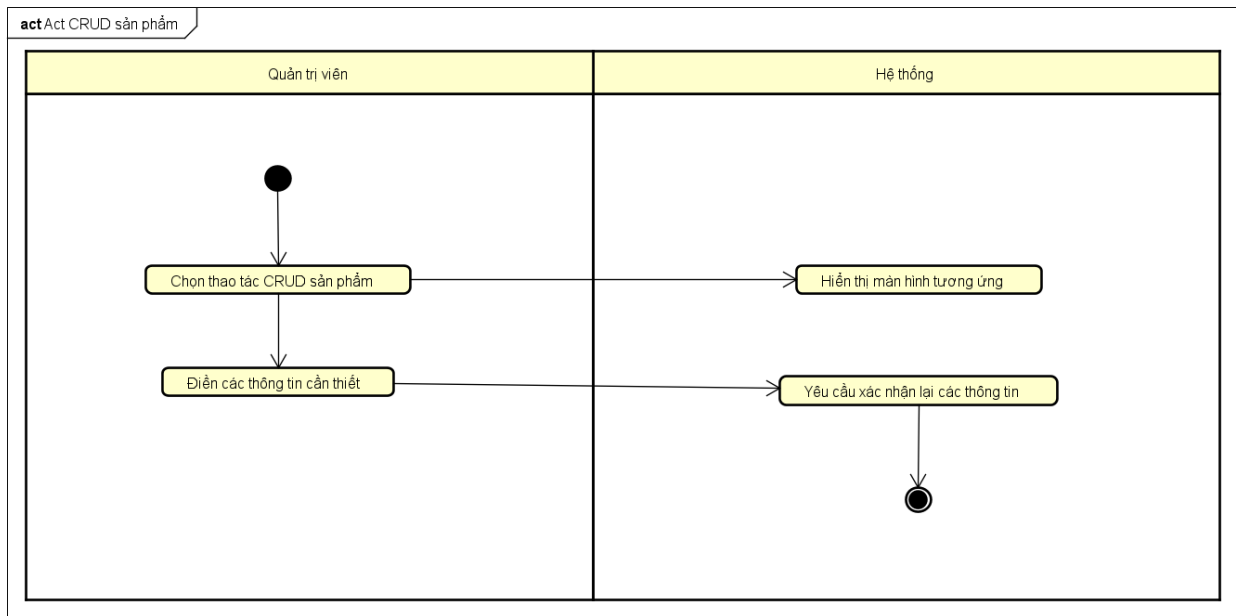 act Act CRUD sản phẩm
Quản trị viên
Hệ thống
Chọn thao tác CRUD sản phẩm
Hiển thị màn hình tương ứng
Điền các thông tin cần thiết
Yêu cầu xác nhận lại các thông tin